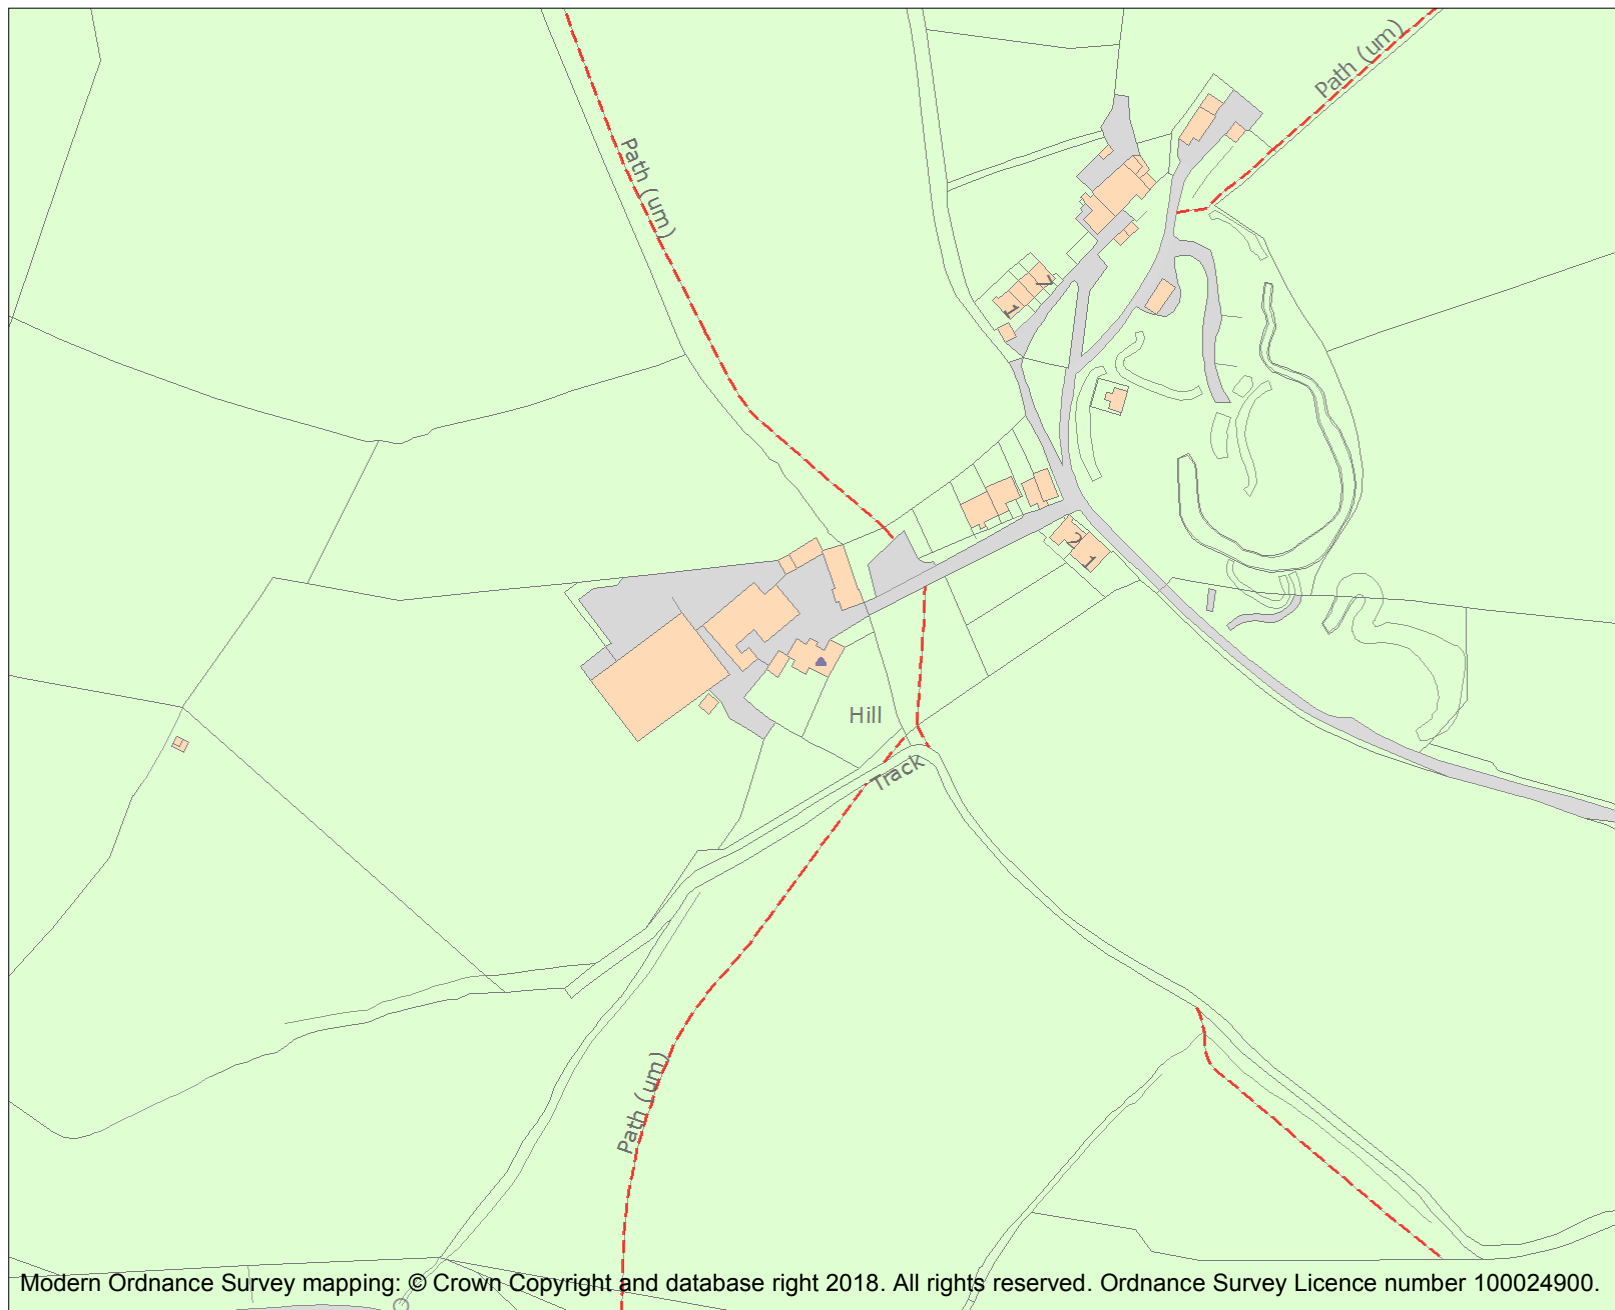 Path (um)
Path (um)
7
1
2
1
Hill
Track
Path (um)
Modern Ordnance Survey mapping: © Crown Copyright and database right 2018. All rights reserved. Ordnance Survey Licence number 100024900.